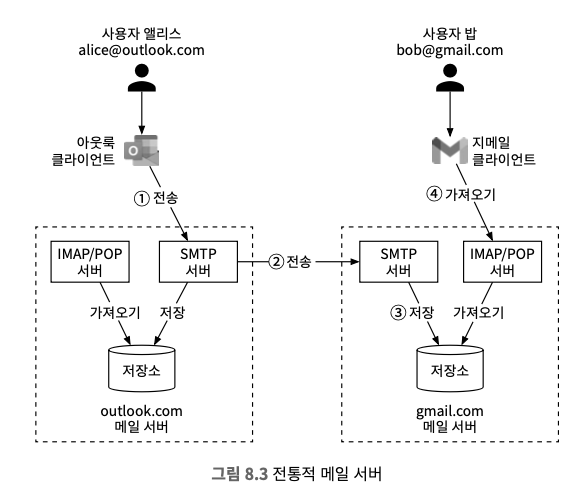 사용자 앨리스
alice@outlook.com
사용자 밥
bob@gmail.com
아웃룩
클라이언트
지메일
클라이언트
① 전송
④ 가져오기
IMAP/POP
서버
SMTP
서버
② 전송
SMTP
서버
IMAP/POP
서버
가져오기
저장
③ 저장
가져오기
저장소
저장소
outlook.com
메일 서버
gmail.com
메일 서버
그림 8.3 전통적 메일 서버